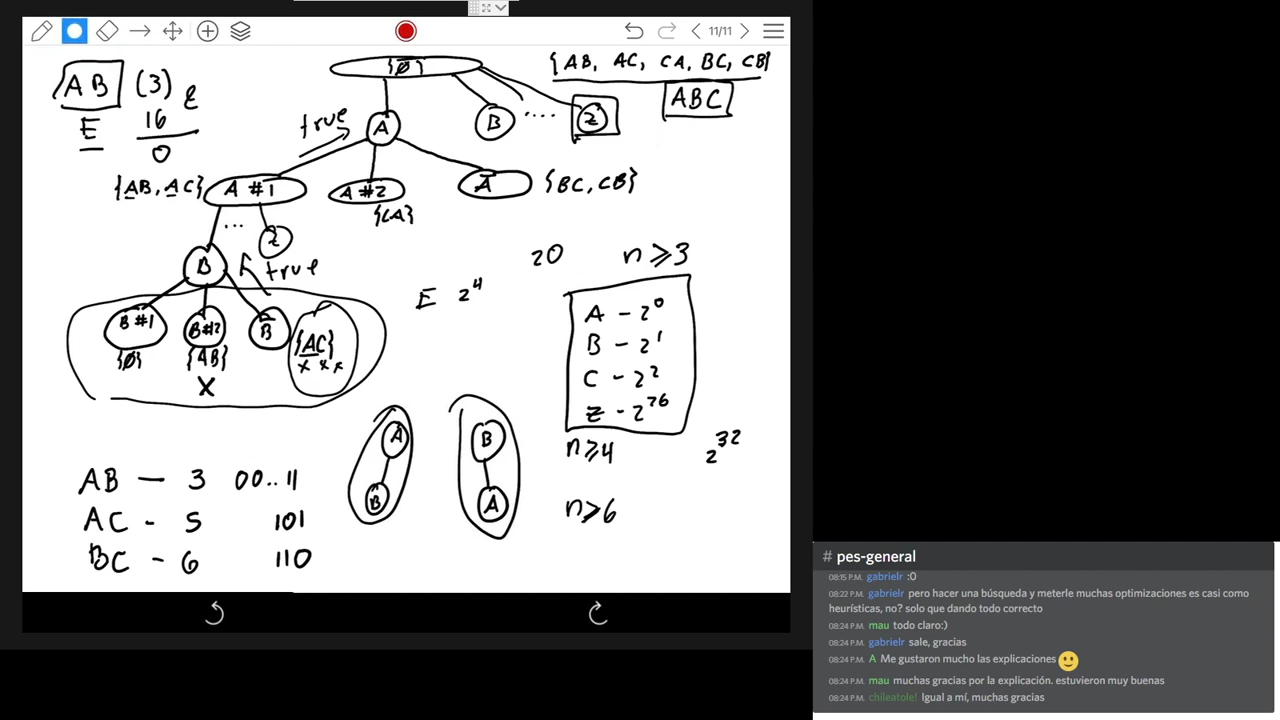 11/11
{∅}
{AB, AC, CA, BC, CB}
AB (3)
ABC
E 16
0
true
A
B .... Z
{AB, AC} A #1
A #2
A̅
{BC, CB}
{CA}
...
Z
B
true
20 n ≥ 3
E 2⁴
A - 2⁰
B - 2¹
C - 2²
Z - 2²⁶
B #1
B #2
B̅
{AC}
{∅}
{AB}
x x x
X
n ≥ 4
2³²
n ≥ 6
A
B
B
A
AB — 3 00..11
AC - 5 101
BC - 6 110
# pes-general
08:15 P.M. gabrielr :0
08:22 P.M. gabrielr pero hacer una búsqueda y meterle muchas optimizaciones es casi como
heurísticas, no? solo que dando todo correcto
08:24 P.M. mau todo claro:)
08:24 P.M. gabrielr sale, gracias
08:24 P.M. A Me gustaron mucho las explicaciones 🙂
08:24 P.M. mau muchas gracias por la explicación. estuvieron muy buenas
08:24 P.M. chileatole! Igual a mí, muchas gracias